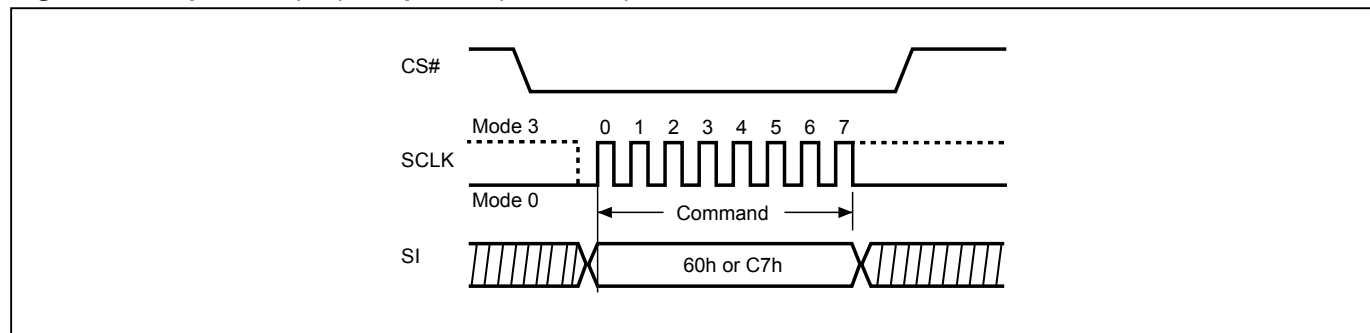 CS#
Mode 3
0 1 2 3 4 5 6 7
SCLK
Mode 0
Command
SI
60h or C7h